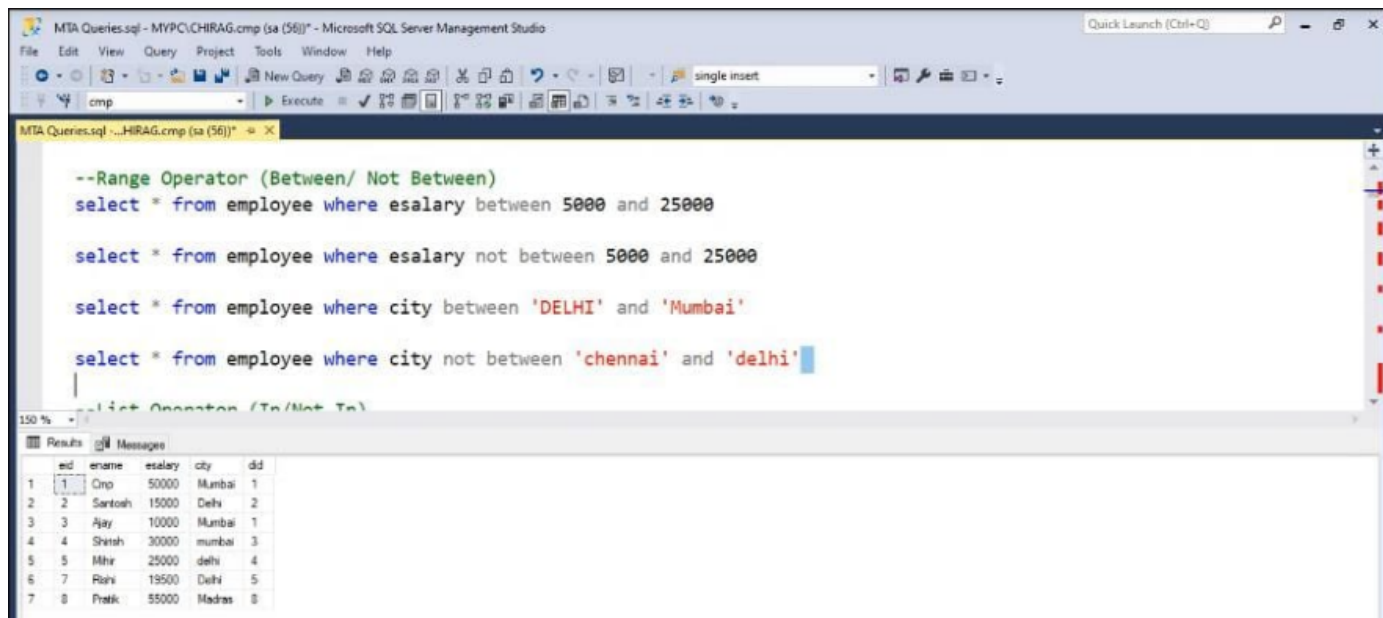 MTA Queries.sql - MYPC\CHIRAG.cmp (sa (56))* - Microsoft SQL Server Management Studio
Quick Launch (Ctrl+Q)
File Edit View Query Project Tools Window Help
New Query single insert
cmp Execute
MTA Queries.sql -...HIRAG.cmp (sa (56))*
--Range Operator (Between/ Not Between)
select * from employee where esalary between 5000 and 25000
select * from employee where esalary not between 5000 and 25000
select * from employee where city between 'DELHI' and 'Mumbai'
select * from employee where city not between 'chennai' and 'delhi'
--List Operator (In/Not In)
150 %
Results Messages
eid ename esalary city did
1 1 Cmp 50000 Mumbai 1
2 2 Santosh 15000 Delhi 2
3 3 Ajay 10000 Mumbai 1
4 4 Shirish 30000 mumbai 3
5 5 Mihir 25000 delhi 4
6 7 Rishi 19500 Delhi 5
7 8 Pratik 55000 Madras 8